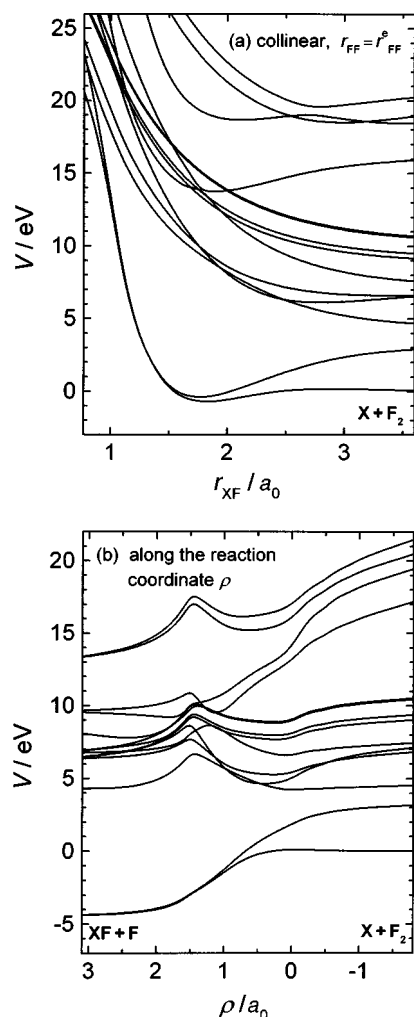 (a) collinear, r_FF = r^e_FF
25
20
15
10
5
0
V / eV
X + F₂
1
2
3
r_XF / a₀
(b) along the reaction
coordinate ρ
20
15
10
5
0
-5
V / eV
XF + F
X + F₂
3
2
1
0
-1
ρ / a₀